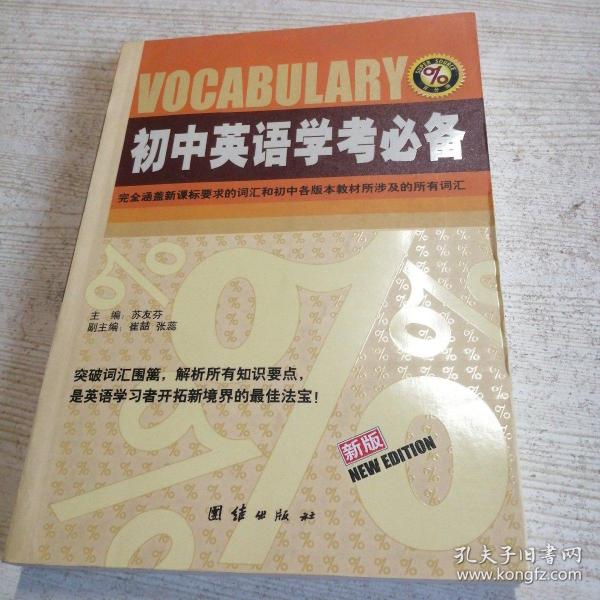 VOCABULARY
SUPER SOURCE
%
初中英语学考必备
完全涵盖新课标要求的词汇和初中各版本教材所涉及的所有词汇
主 编：苏友芬
副主编：崔喆 张蕊
突破词汇围篱，解析所有知识要点，
是英语学习者开拓新境界的最佳法宝！
新版
NEW EDITION
团结出版社
孔夫子旧书网
www.kongfz.com